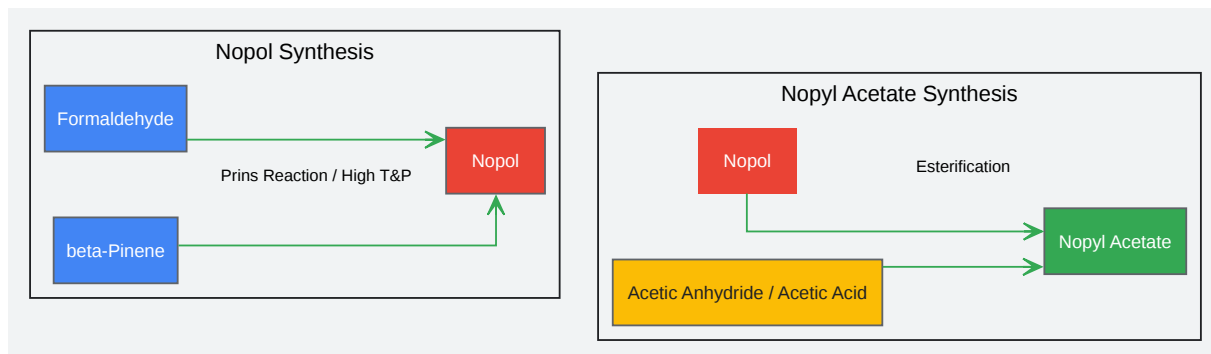 Nopol Synthesis
Formaldehyde
Nopol
Prins Reaction / High T&P
beta-Pinene
Nopyl Acetate Synthesis
Nopol
Esterification
Nopyl Acetate
Acetic Anhydride / Acetic Acid